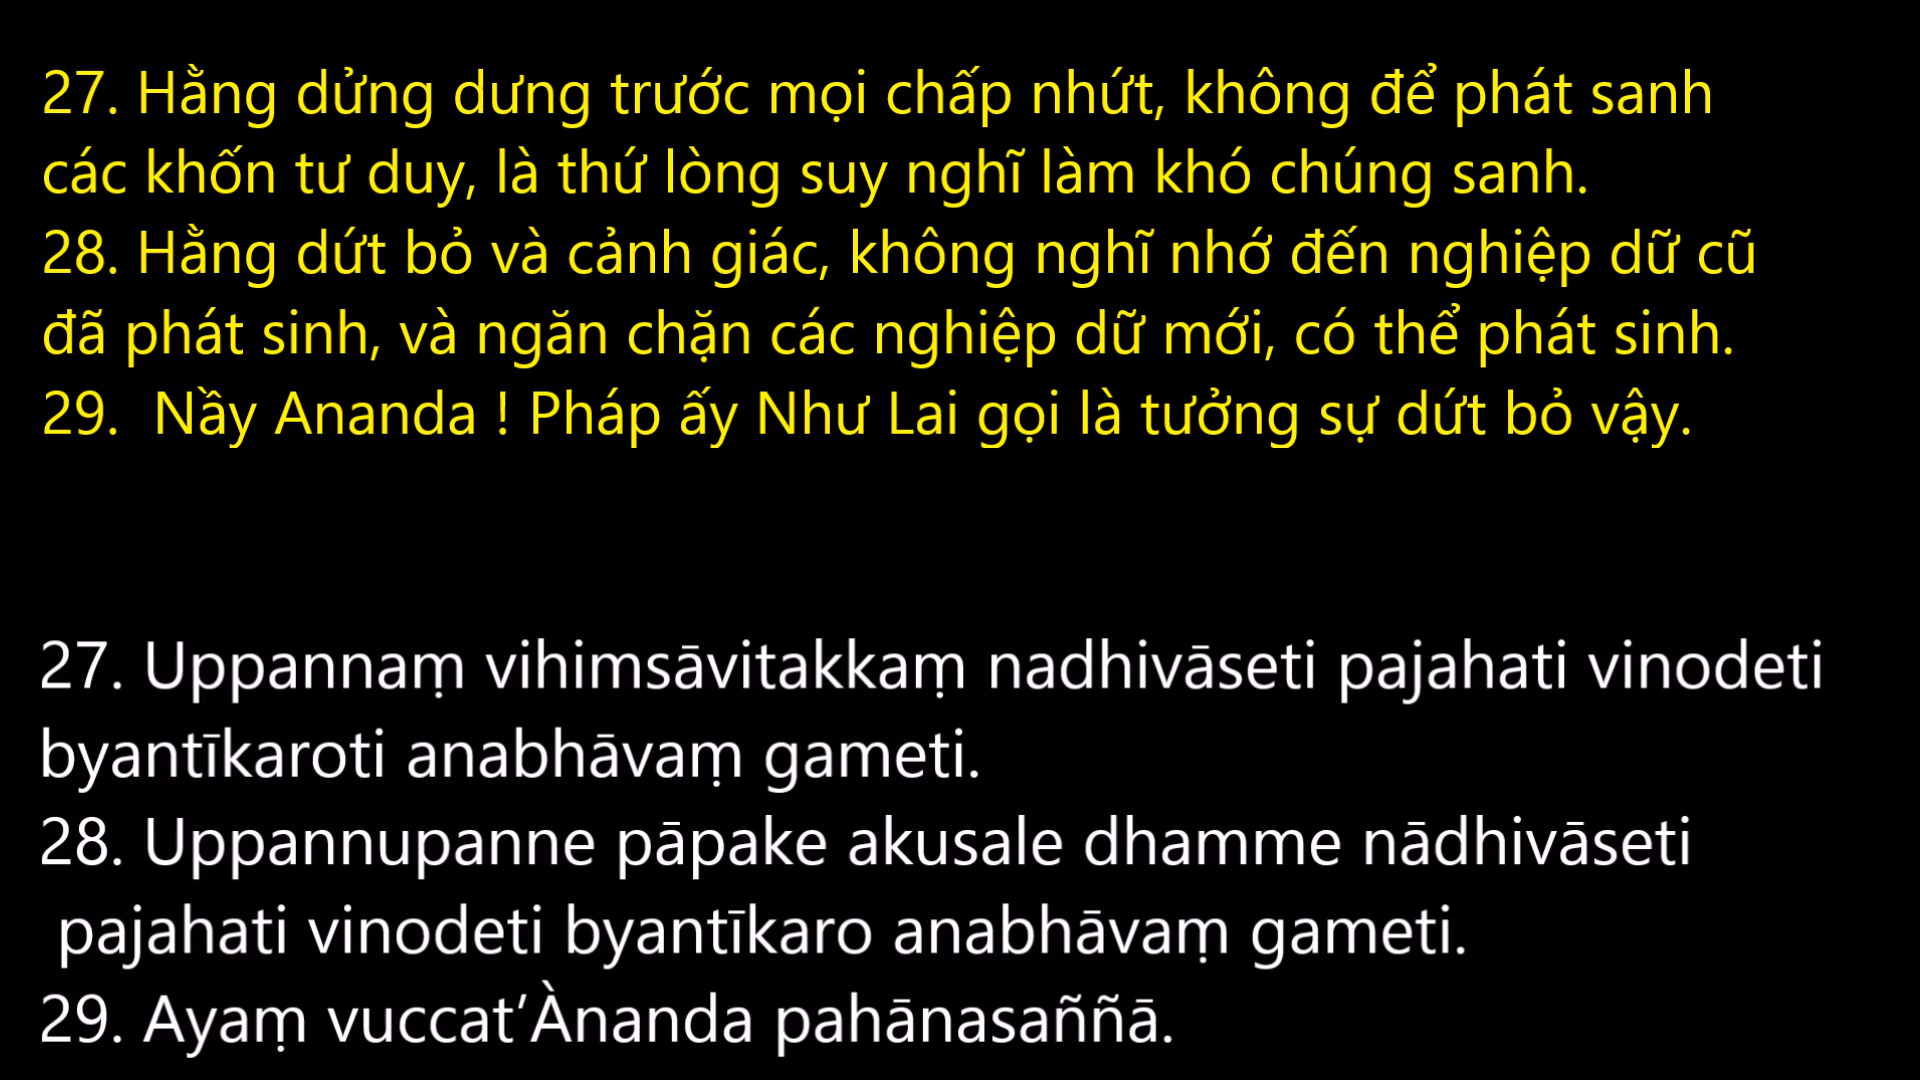 27. Hằng dửng dưng trước mọi chấp nhứt, không để phát sanh
các khốn tư duy, là thứ lòng suy nghĩ làm khó chúng sanh.
28. Hằng dứt bỏ và cảnh giác, không nghĩ nhớ đến nghiệp dữ cũ
đã phát sinh, và ngăn chặn các nghiệp dữ mới, có thể phát sinh.
29. Nầy Ananda ! Pháp ấy Như Lai gọi là tưởng sự dứt bỏ vậy.
27. Uppannaṃ vihimsāvitakkaṃ nadhivāseti pajahati vinodeti
byantīkaroti anabhāvaṃ gameti.
28. Uppannupanne pāpake akusale dhamme nādhivāseti
pajahati vinodeti byantīkaro anabhāvaṃ gameti.
29. Ayaṃ vuccat’Ànanda pahānasaññā.